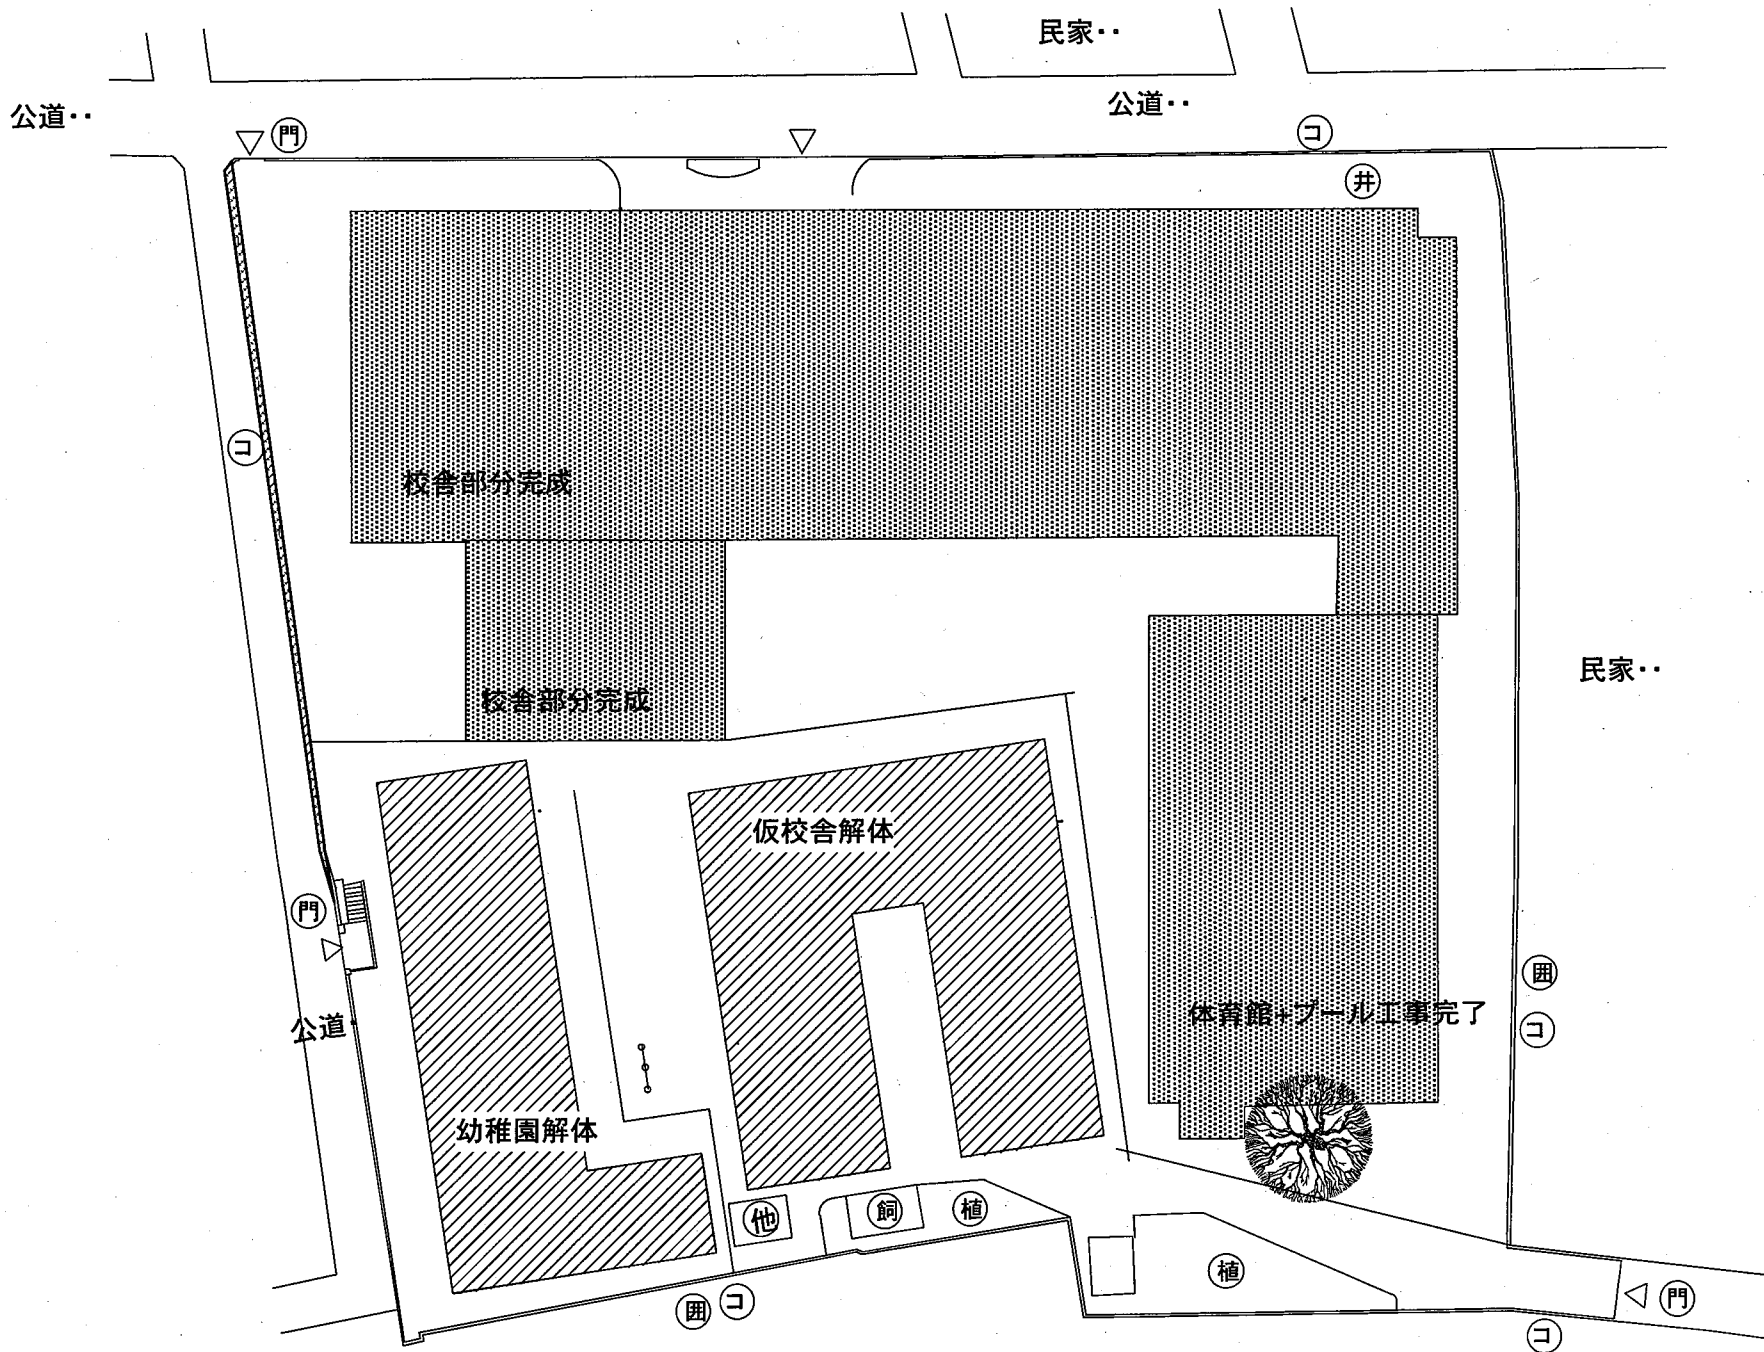 民家‥
公道‥
公道‥
門
コ
井
コ
校舎部分完成
校舎部分完成
民家‥
仮校舎解体
門
囲
体育館+プール工事完了
公道
コ
幼稚園解体
他
飼
植
植
囲
コ
門
コ